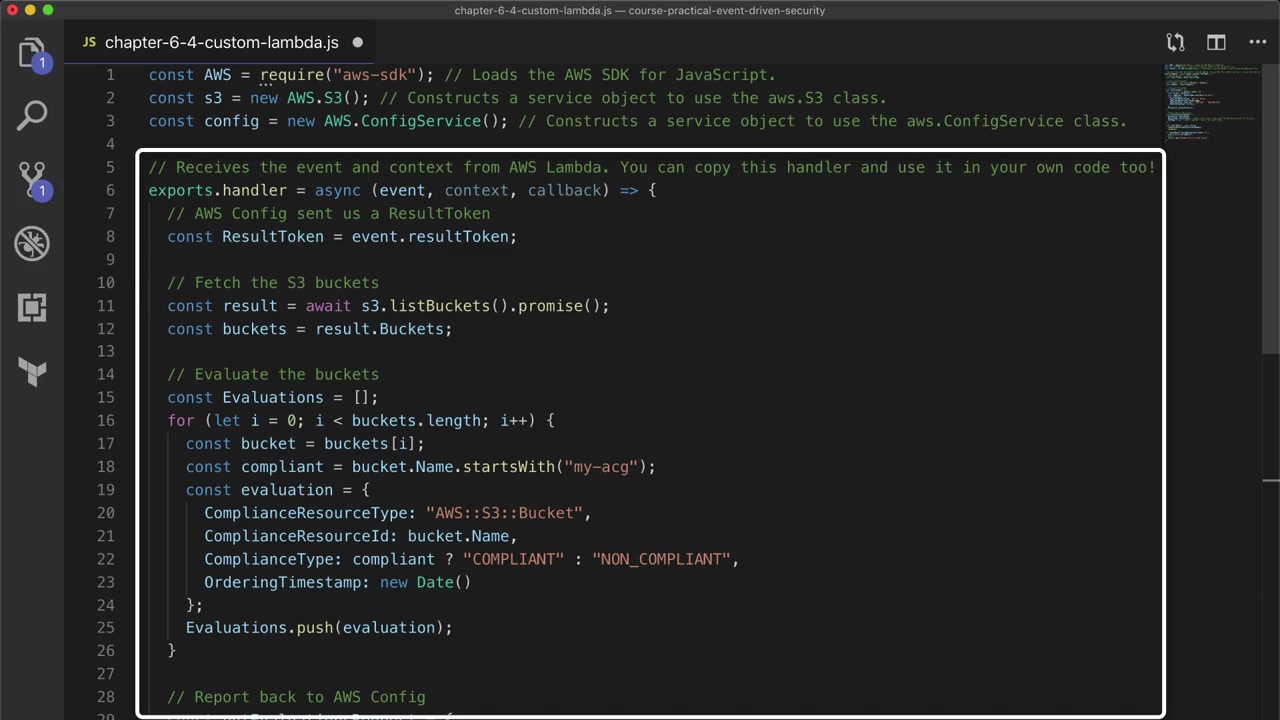 chapter-6-4-custom-lambda.js — course-practical-event-driven-security
JS chapter-6-4-custom-lambda.js
1
1
1 const AWS = require("aws-sdk"); // Loads the AWS SDK for JavaScript.
2 const s3 = new AWS.S3(); // Constructs a service object to use the aws.S3 class.
3 const config = new AWS.ConfigService(); // Constructs a service object to use the aws.ConfigService class.
4
5 // Receives the event and context from AWS Lambda. You can copy this handler and use it in your own code too!
6 exports.handler = async (event, context, callback) => {
7 // AWS Config sent us a ResultToken
8 const ResultToken = event.resultToken;
9
10 // Fetch the S3 buckets
11 const result = await s3.listBuckets().promise();
12 const buckets = result.Buckets;
13
14 // Evaluate the buckets
15 const Evaluations = [];
16 for (let i = 0; i < buckets.length; i++) {
17 const bucket = buckets[i];
18 const compliant = bucket.Name.startsWith("my-acg");
19 const evaluation = {
20 ComplianceResourceType: "AWS::S3::Bucket",
21 ComplianceResourceId: bucket.Name,
22 ComplianceType: compliant ? "COMPLIANT" : "NON_COMPLIANT",
23 OrderingTimestamp: new Date()
24 };
25 Evaluations.push(evaluation);
26 }
27
28 // Report back to AWS Config